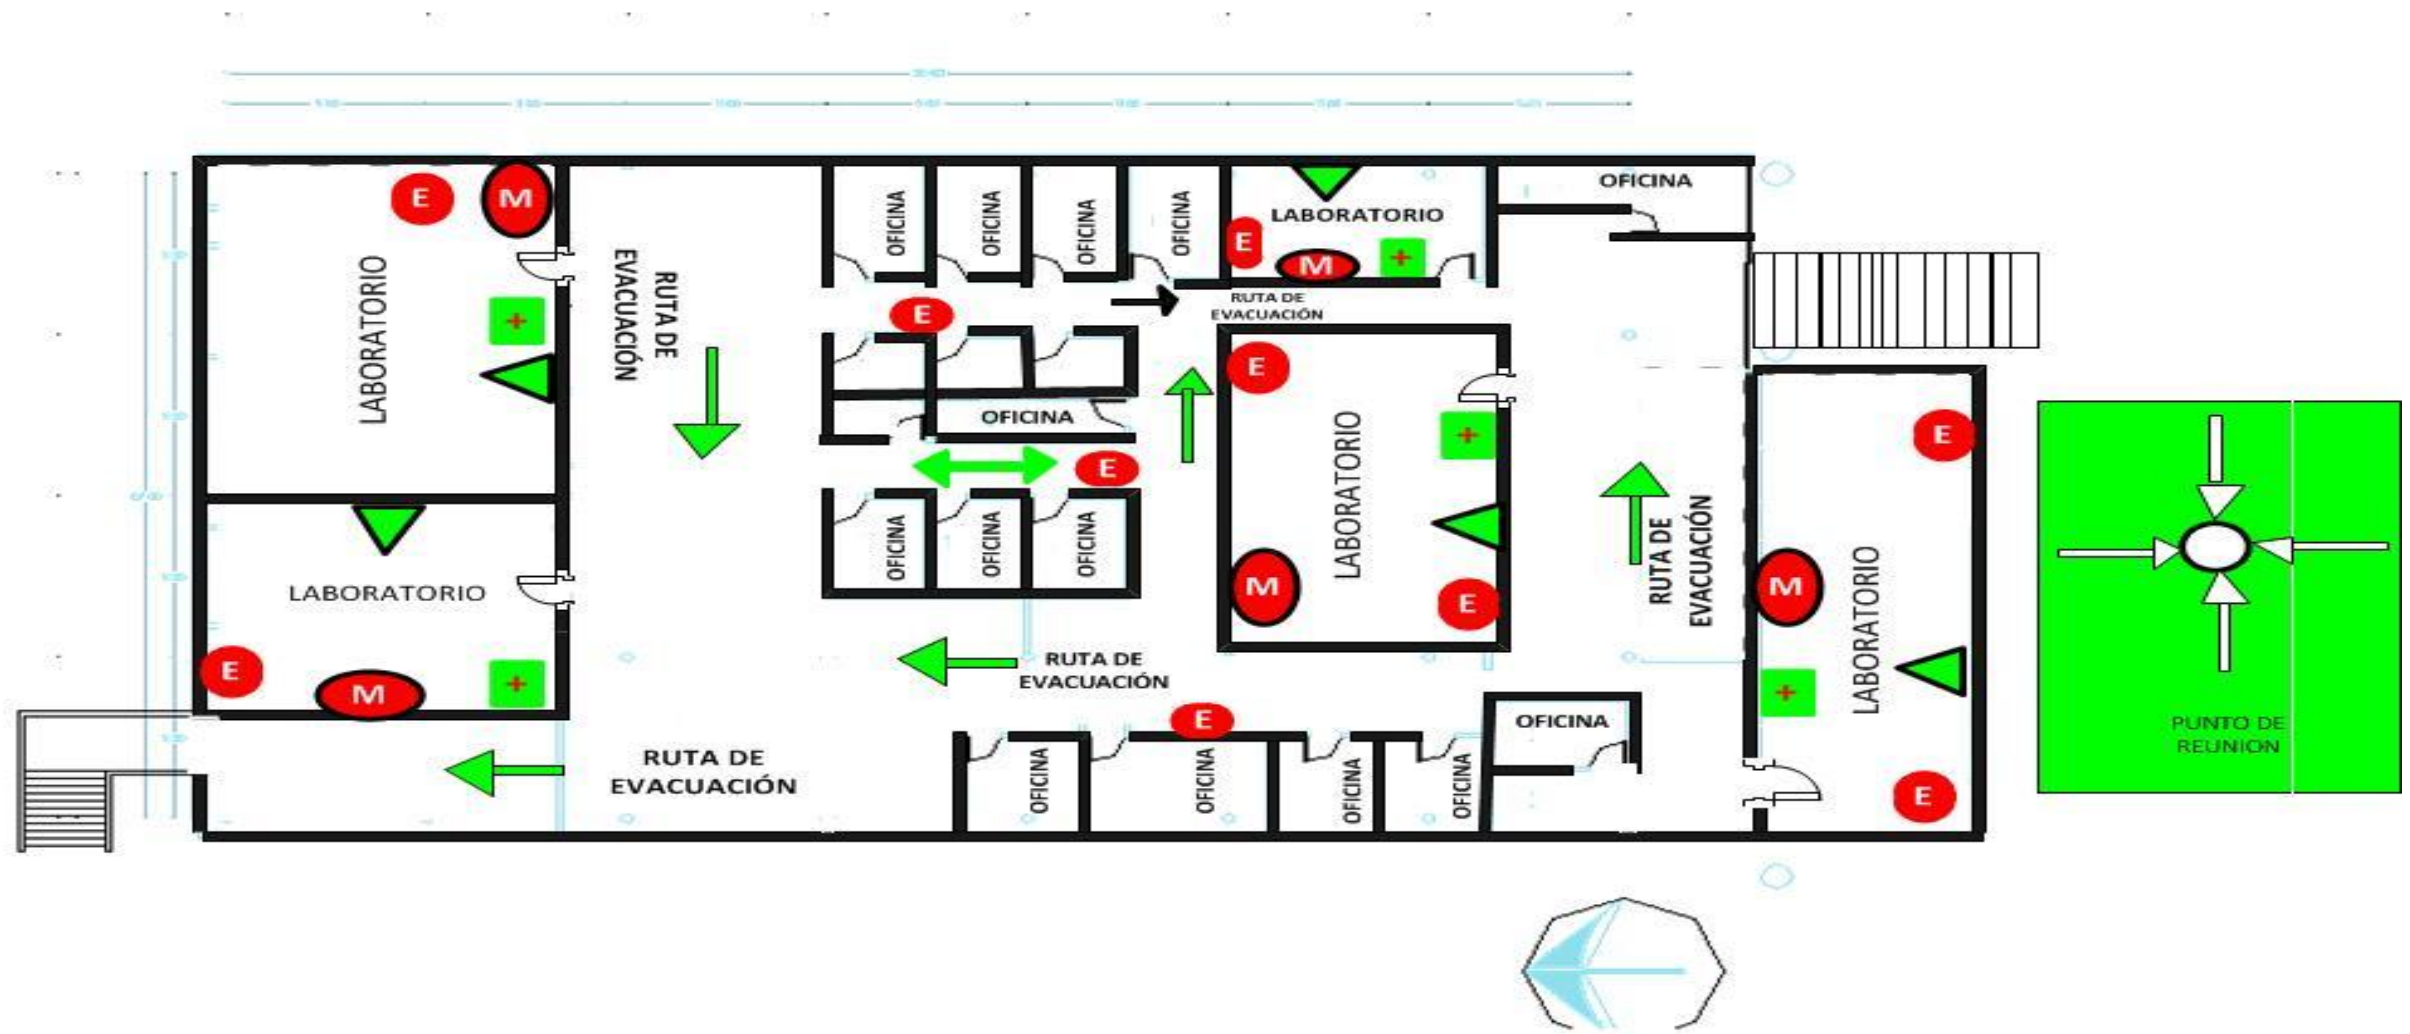 OFICINA
OFICINA
OFICINA
OFICINA
OFICINA
E
M
LABORATORIO
E
M
+
OFICINA
LABORATORIO
+
RUTA DE
EVACUACIÓN
E
RUTA DE
EVACUACIÓN
E
LABORATORIO
+
M
E
OFICINA
E
OFICINA
OFICINA
OFICINA
RUTA DE
EVACUACIÓN
E
M
LABORATORIO
+
E
LABORATORIO
E
M
+
RUTA DE
EVACUACIÓN
E
OFICINA
OFICINA
OFICINA
OFICINA
OFICINA
RUTA DE
EVACUACIÓN
PUNTO DE
REUNION